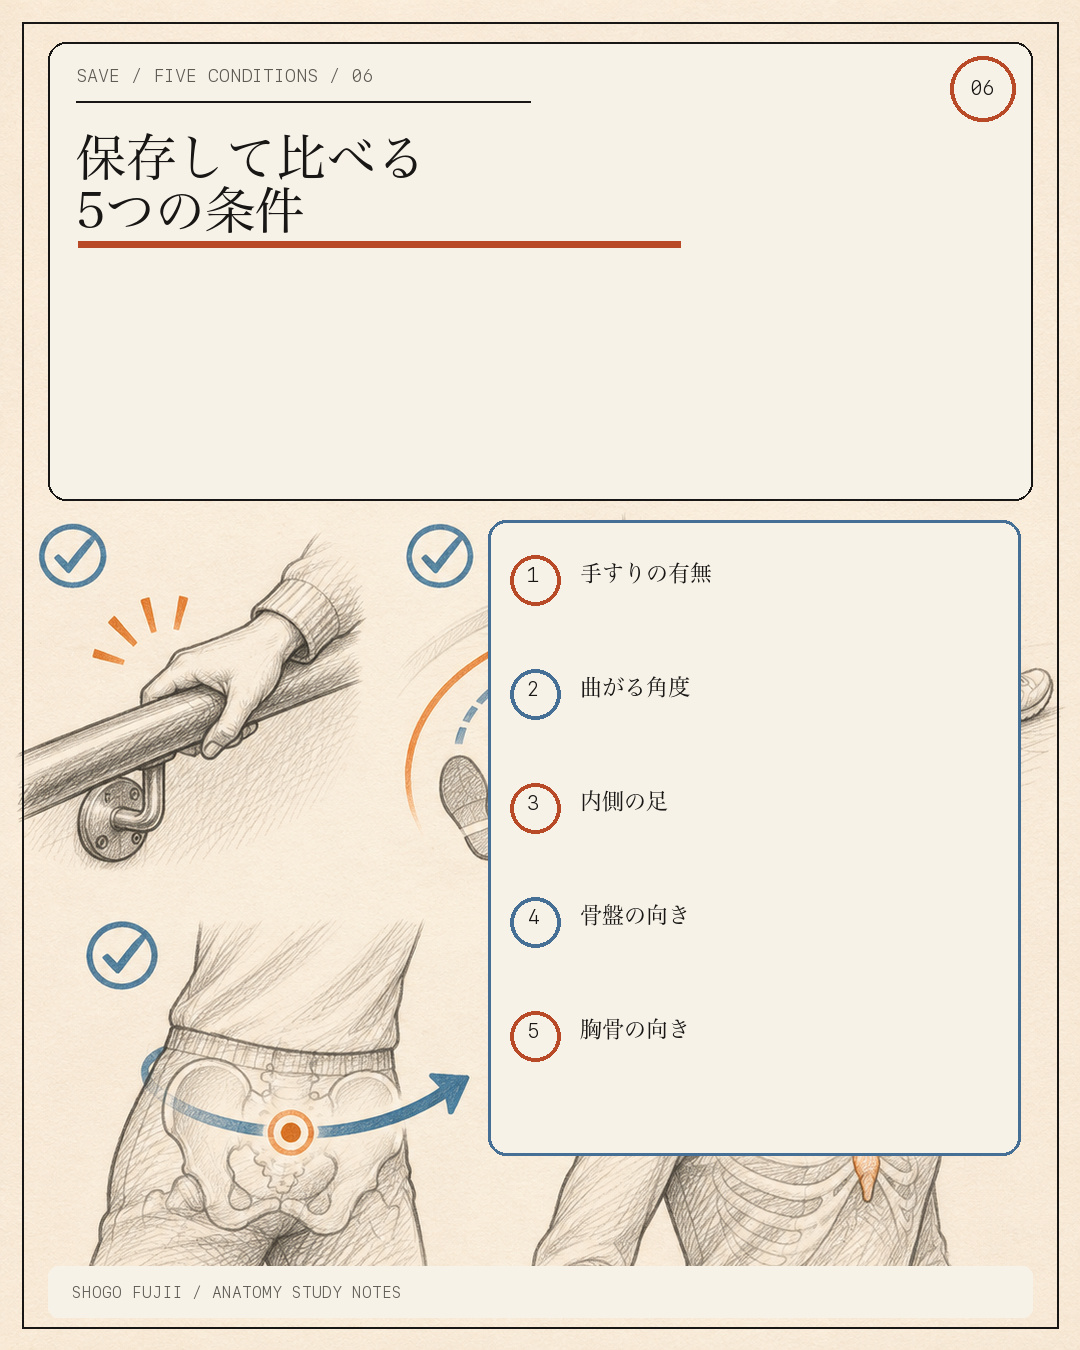 SAVE / FIVE CONDITIONS / 06
06
保存して比べる
5つの条件
1 手すりの有無
2 曲がる角度
3 内側の足
4 骨盤の向き
5 胸骨の向き
SHOGO FUJII / ANATOMY STUDY NOTES